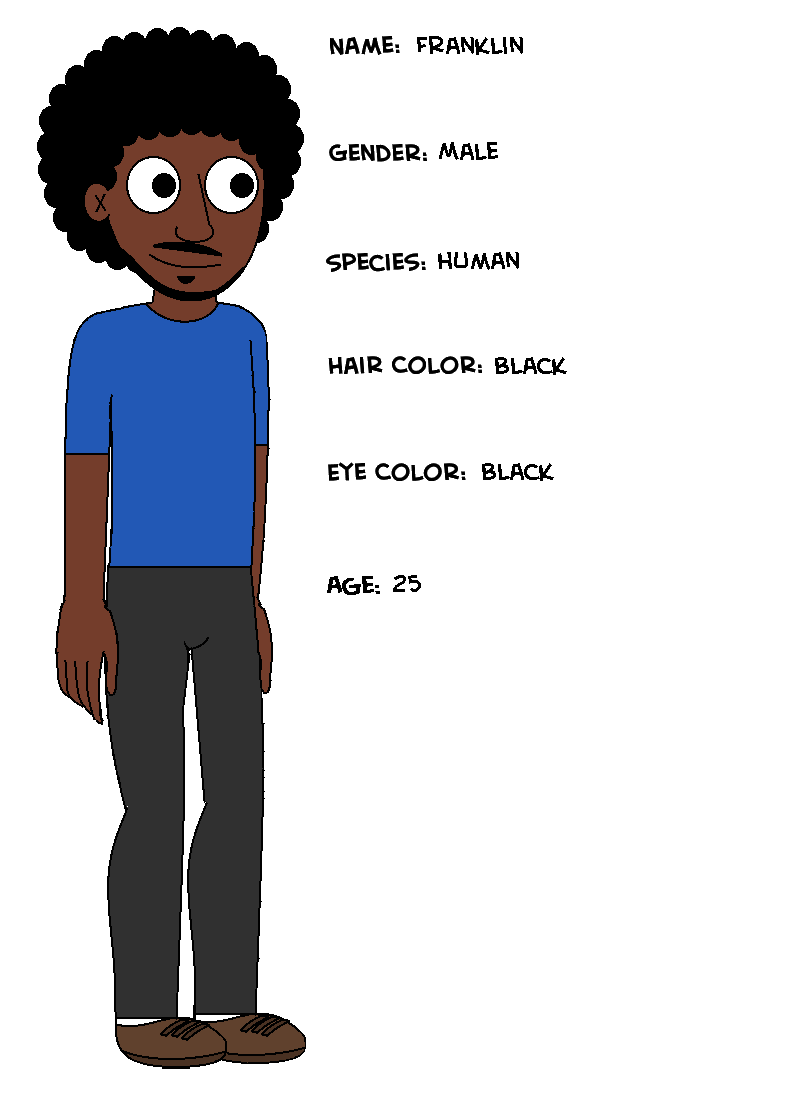 NAME: FRANKLIN
GENDER: MALE
SPECIES: HUMAN
HAIR COLOR: BLACK
EYE COLOR: BLACK
AGE: 25